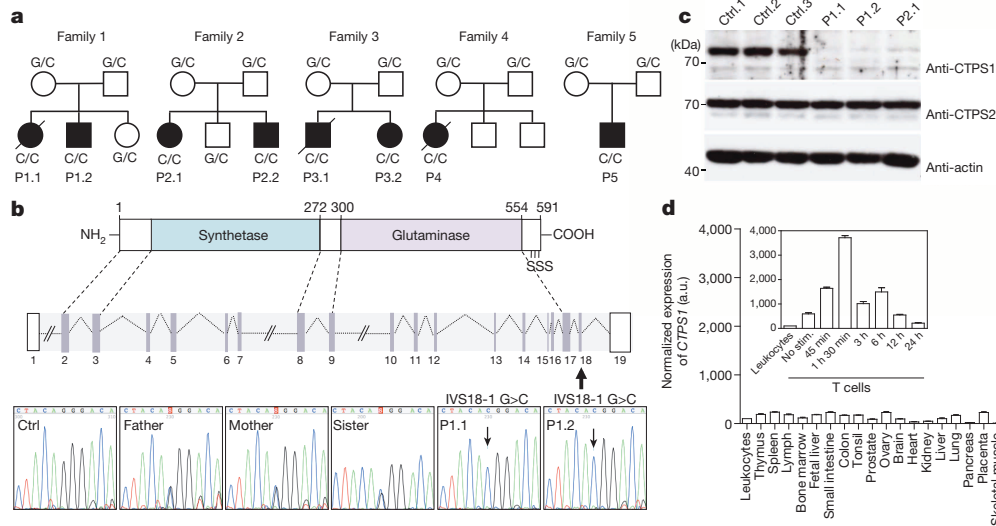 a
Family 1 Family 2 Family 3 Family 4 Family 5
G/C G/C G/C G/C G/C G/C G/C G/C G/C G/C
C/C C/C G/C C/C G/C C/C C/C C/C C/C C/C
P1.1 P1.2 P2.1 P2.2 P3.1 P3.2 P4 P5
b
1 272 300 554 591
NH2 Synthetase Glutaminase COOH
SSS
1 2 3 4 5 6 7 8 9 10 11 12 13 14 15 16 17 18 19
IVS18-1 G>C IVS18-1 G>C
Ctrl Father Mother Sister P1.1 P1.2
c
Ctrl.1 Ctrl.2 Ctrl.3 P1.1 P1.2 P2.1
(kDa)
70 Anti-CTPS1
70 Anti-CTPS2
40 Anti-actin
d
Normalized expression
of CTPS1 (a.u.)
4,000
3,000
2,000
1,000
0
4,000
3,000
2,000
1,000
0
Leukocytes
No stim.
45 min
1 h 30 min
3 h
6 h
12 h
24 h
T cells
Leukocytes
Thymus
Spleen
Lymph
Bone marrow
Fetal liver
Small intestine
Colon
Tonsil
Prostate
Ovary
Brain
Heart
Kidney
Liver
Lung
Pancreas
Placenta
Skeletal muscle